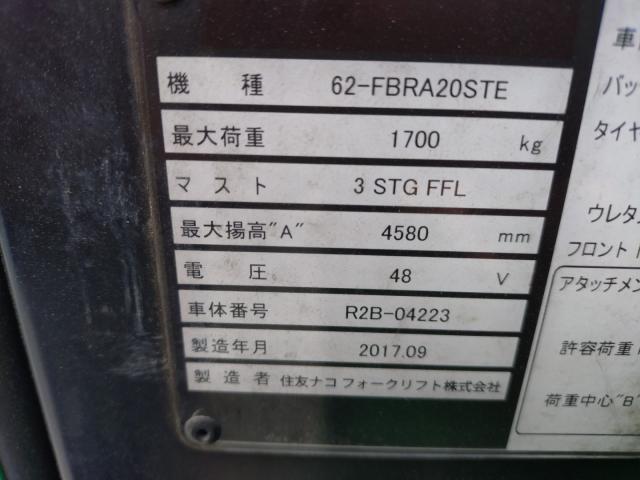 機 種 62-FBRA20STE
最大荷重 1700 kg
マスト 3 STG FFL
最大揚高"A" 4580 mm
電 圧 48 V
車体番号 R2B-04223
製造年月 2017.09
製造者 住友ナコ フォークリフト株式会社
車
バッ
タイヤ
ウレタ
フロント
アタッチメン
許容荷重
荷重中心"B"